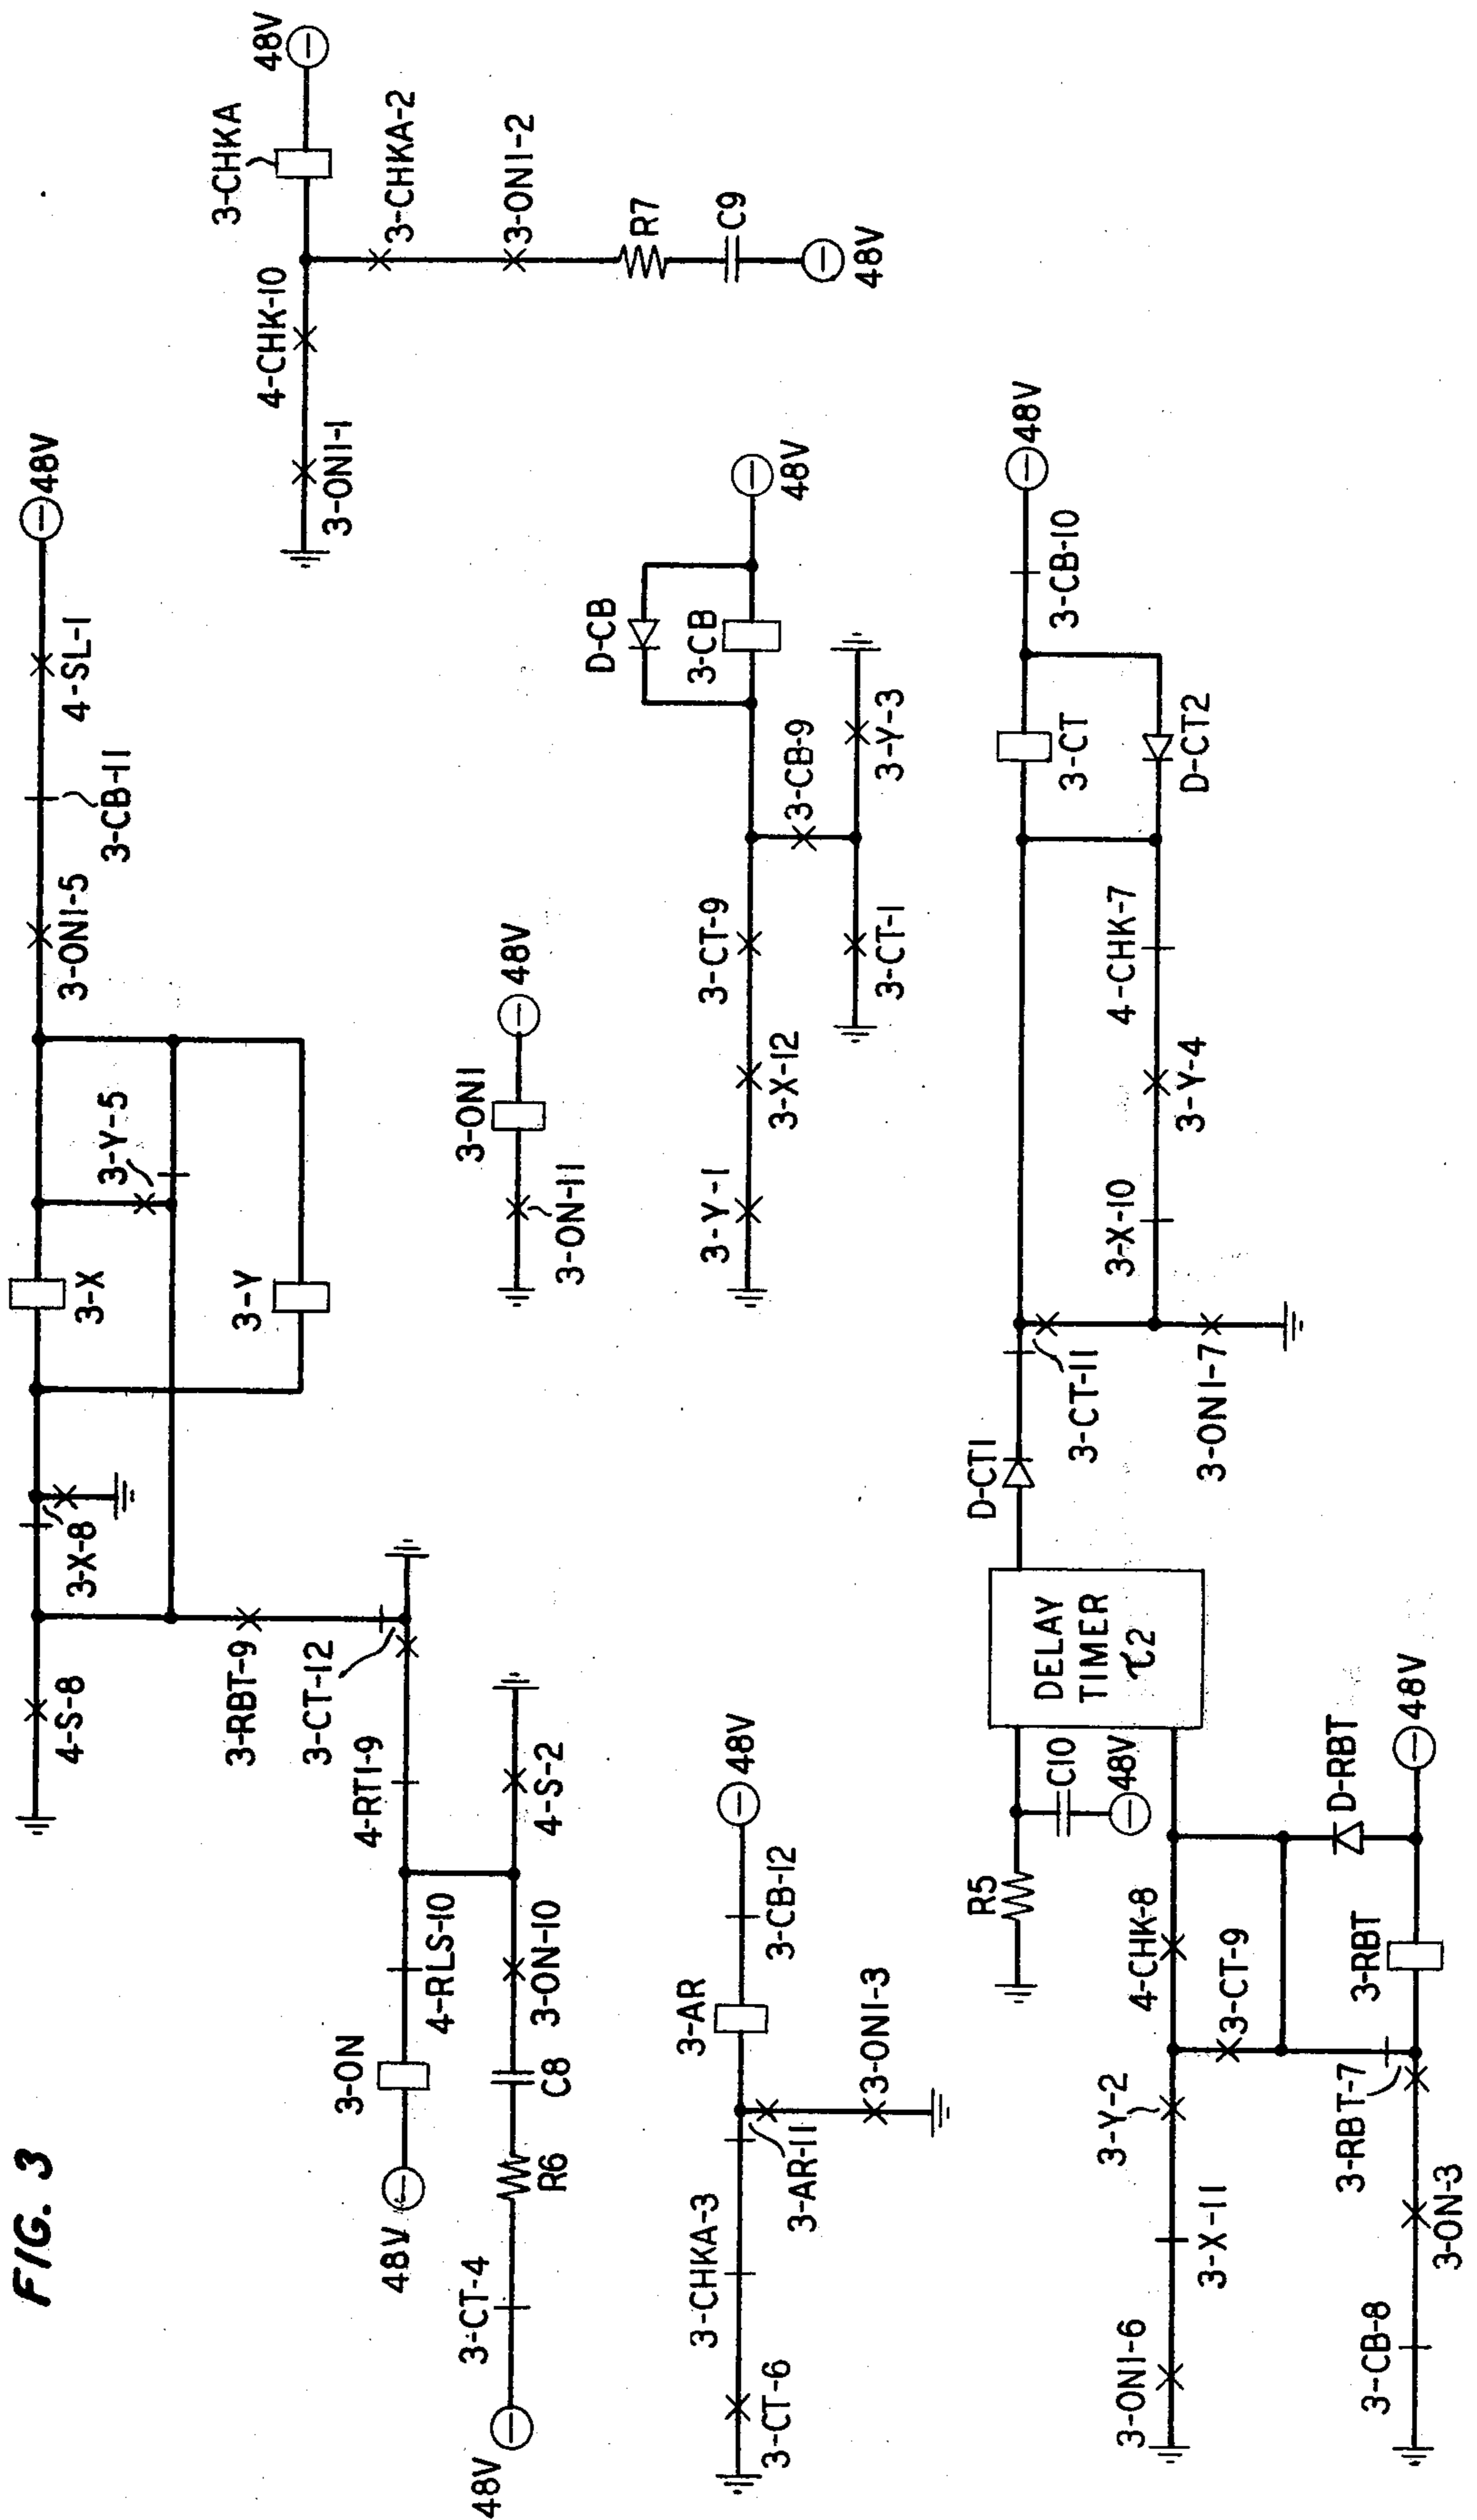 FIG. 3
4-S-8
3-X-8
3-X
3-Y-5
3-Y
3-ON1-5
3-CB-11
4-SL-1
48V
3-RBT-9
3-CT-12
4-RT1-9
4-RLS-10
3-ON
48V
4-S-2
3-ON-10
C8
R6
3-CT-4
48V
3-ON1
3-ON-11
48V
3-ON1-1
4-CHK-10
3-CHKA
48V
3-CHKA-2
3-ON1-2
R7
C9
48V
3-CT-6
3-CHKA-3
3-AR-11
3-AR
3-ON1-3
3-CB-12
48V
3-Y-1
3-X-12
3-CT-9
3-CB-9
3-CT-1
3-Y-3
D-CB
3-CB
48V
R5
C10
48V
DELAY
TIMER
τ2
D-CT1
3-CT-11
3-ON1-7
3-X-10
3-Y-4
4-CHK-7
3-CT
D-CT2
3-CB-10
48V
3-ON1-6
3-X-11
3-Y-2
4-CHK-8
3-CT-9
3-CB-8
3-ON-3
3-RBT-7
3-RBT
D-RBT
48V